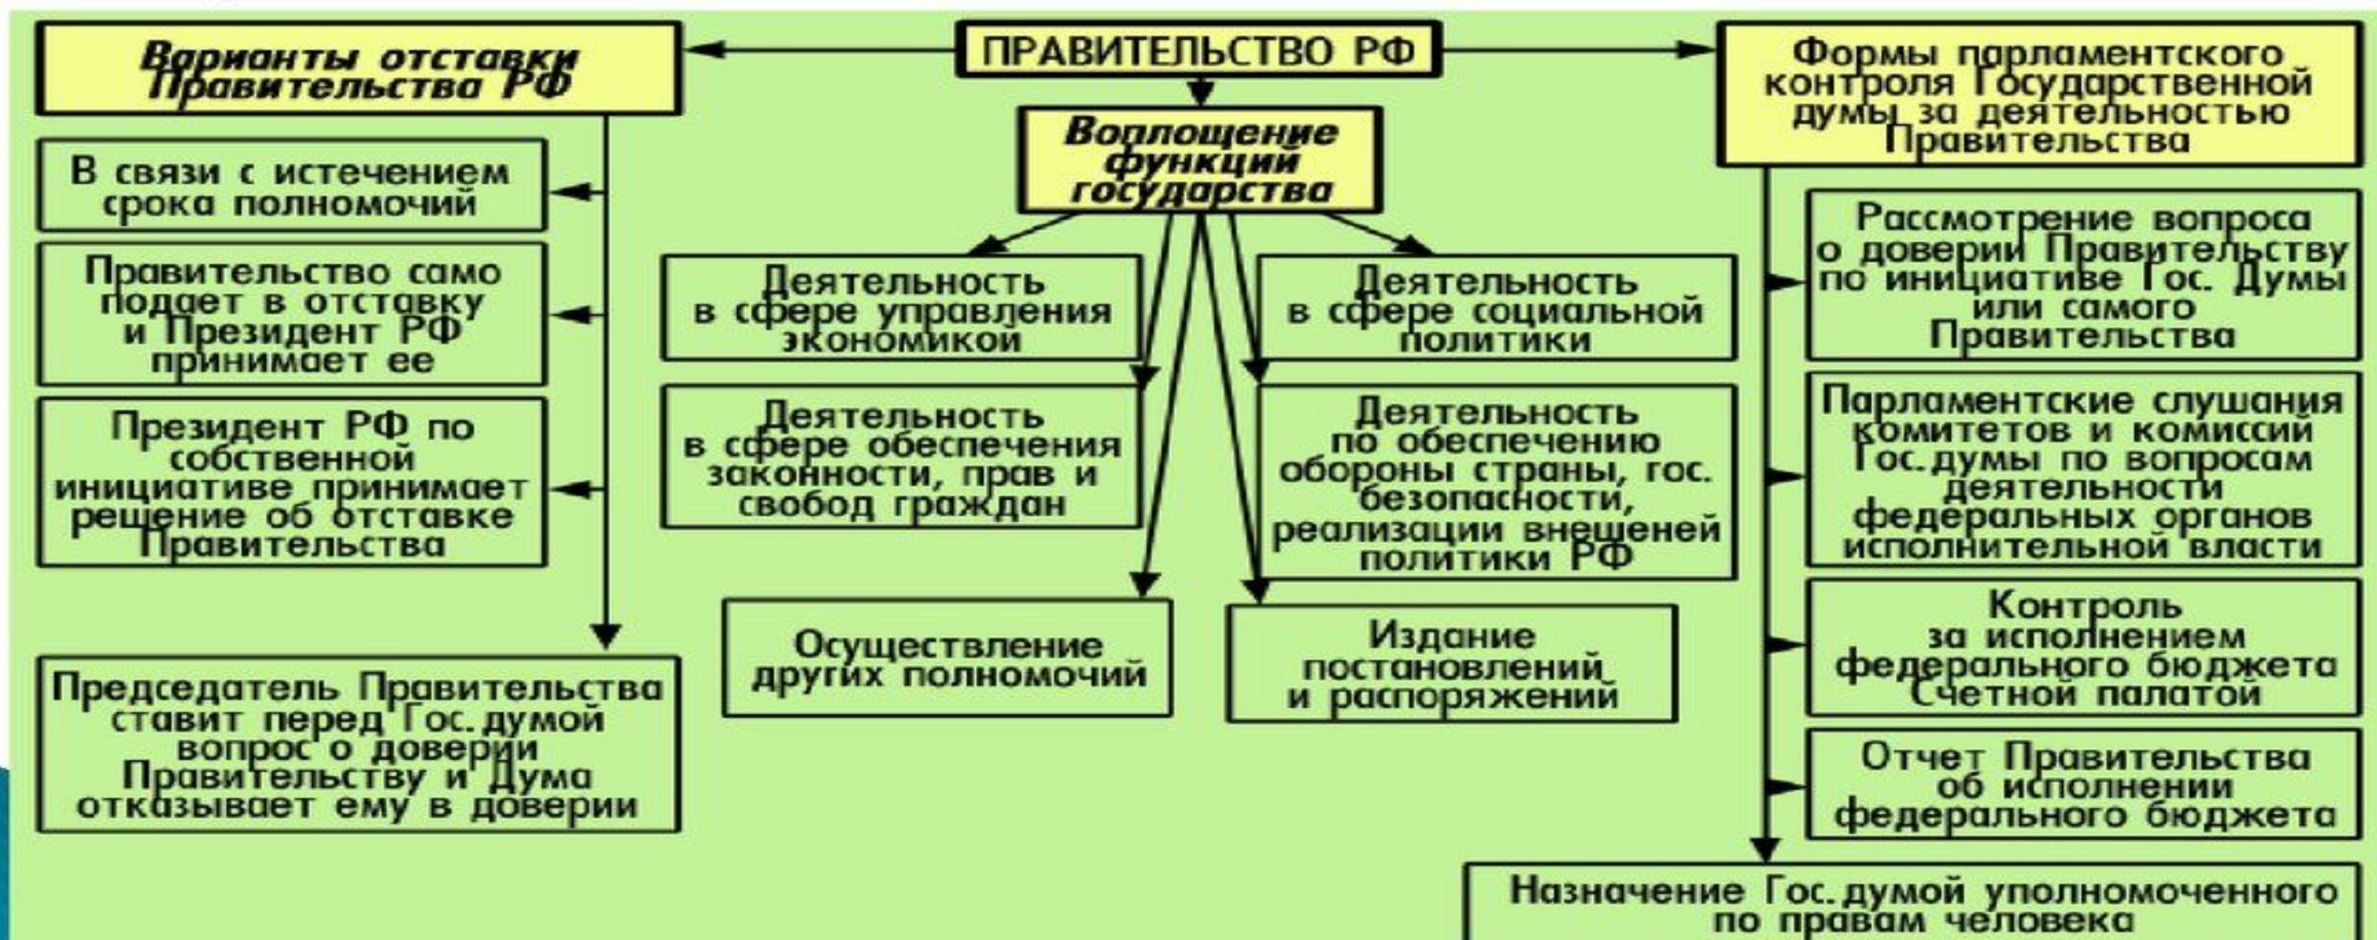 ПРАВИТЕЛЬСТВО РФ
Варианты отставки
Правительства РФ
В связи с истечением
срока полномочий
Правительство само
подает в отставку
и Президент РФ
принимает ее
Президент РФ по
собственной
инициативе принимает
решение об отставке
Правительства
Председатель Правительства
ставит перед Гос.думой
вопрос о доверии
Правительству и Дума
отказывает ему в доверии
Воплощение
функций
государства
Деятельность
в сфере управления
экономикой
Деятельность
в сфере социальной
политики
Деятельность
в сфере обеспечения
законности, прав и
свобод граждан
Деятельность
по обеспечению
обороны страны, гос.
безопасности,
реализации внешеней
политики РФ
Осуществление
других полномочий
Издание
постановлений
и распоряжений
Формы парламентского
контроля Государственной
думы за деятельностью
Правительства
Рассмотрение вопроса
о доверии Правительству
по инициативе Гос. Думы
или самого
Правительства
Парламентские слушания
комитетов и комиссий
Гос.думы по вопросам
деятельности
федеральных органов
исполнительной власти
Контроль
за исполнением
федерального бюджета
Счетной палатой
Отчет Правительства
об исполнении
федерального бюджета
Назначение Гос.думой уполномоченного
по правам человека